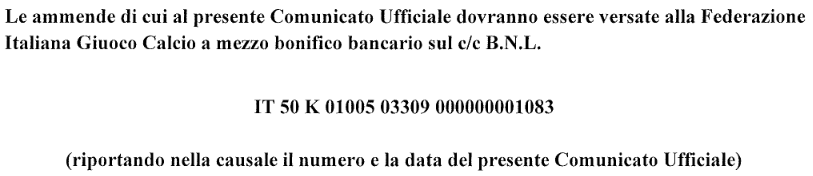 Le ammende di cui al presente Comunicato Ufficiale dovranno essere versate alla Federazione
Italiana Giuoco Calcio a mezzo bonifico bancario sul c/c B.N.L.
IT 50 K 01005 03309 000000001083
(riportando nella causale il numero e la data del presente Comunicato Ufficiale)